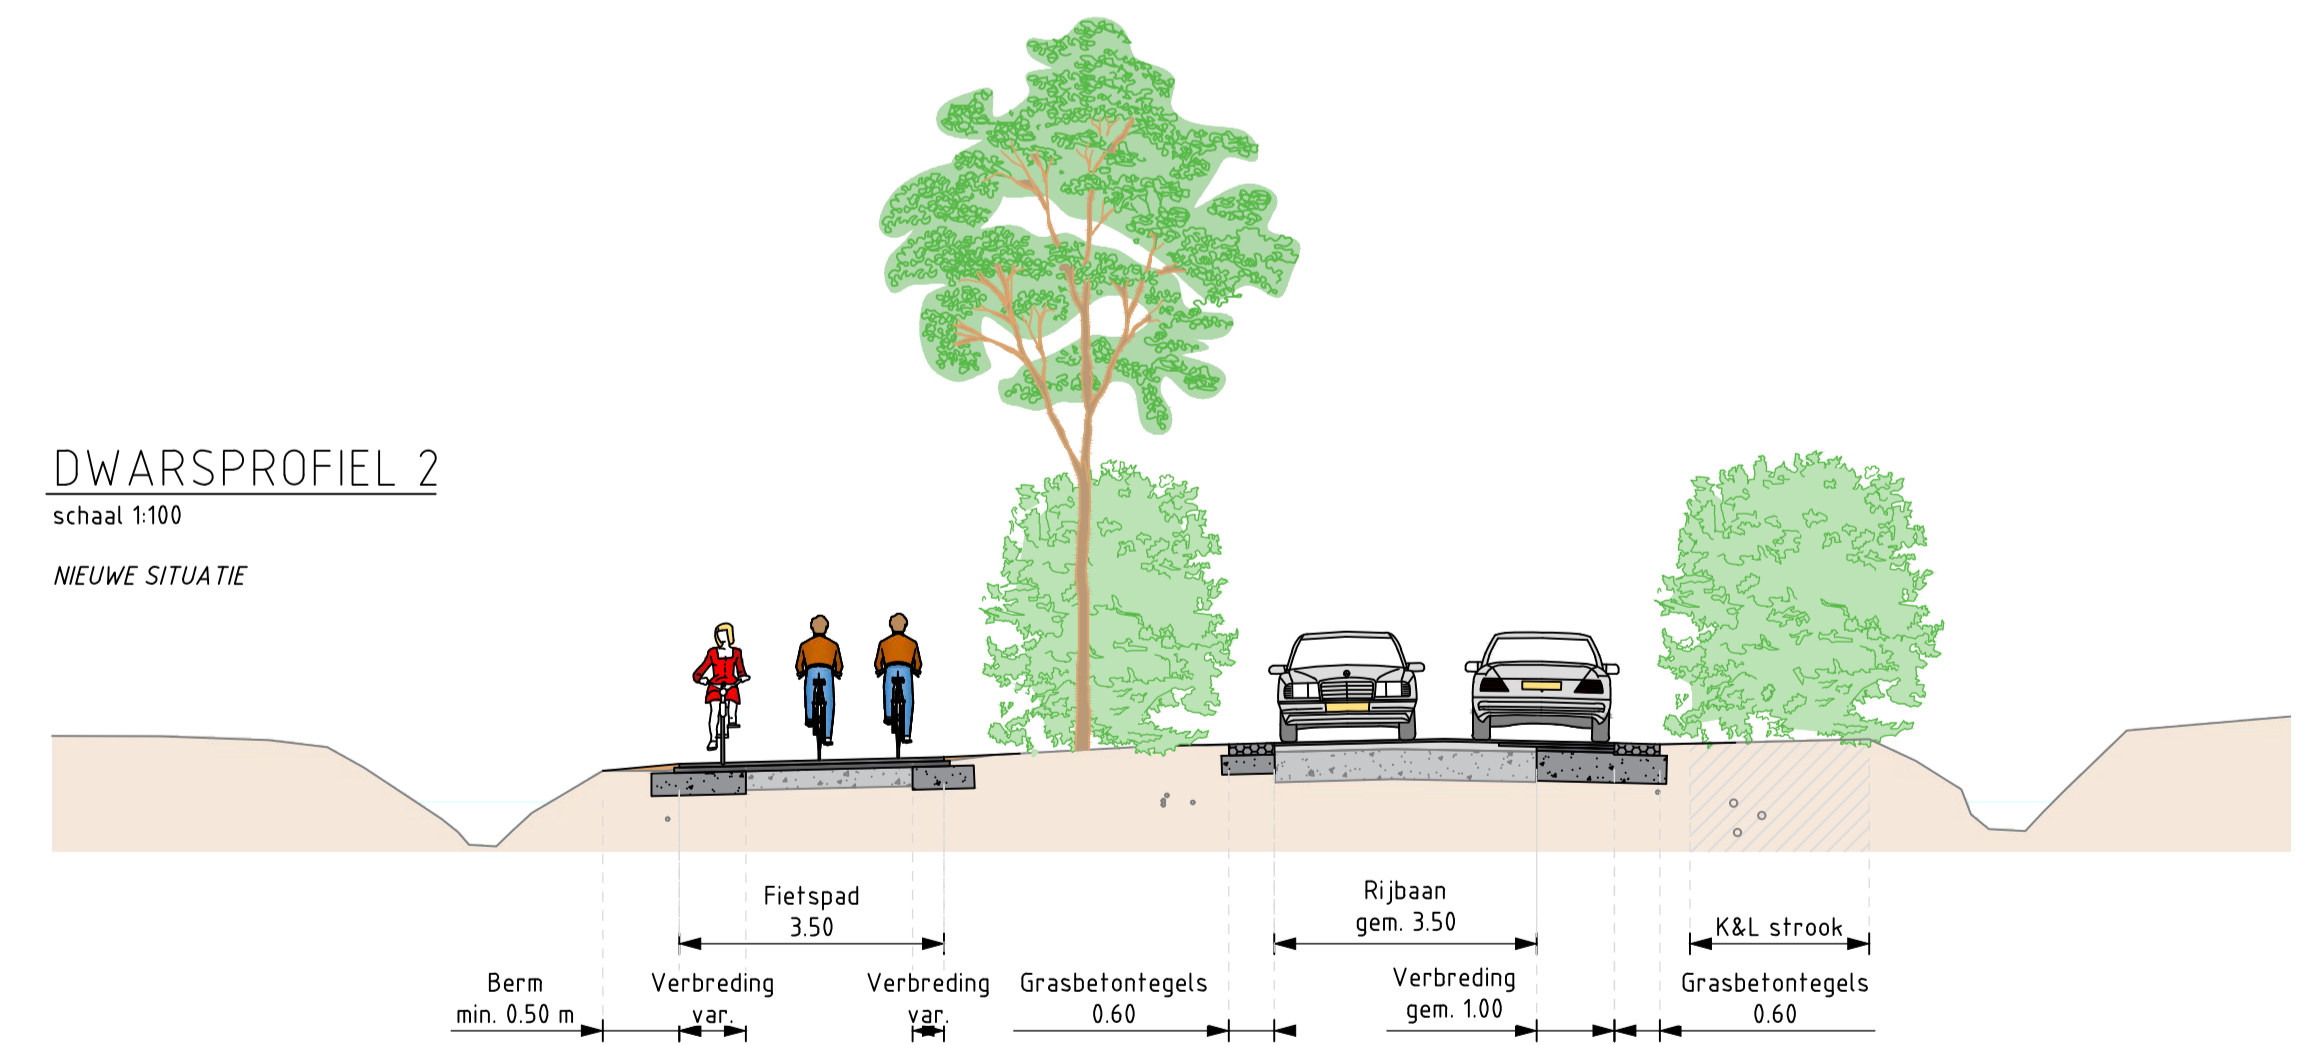 DWARSPROFIEL 2
schaal 1:100
NIEUWE SITUATIE
Fietspad
3.50
Rijbaan
gem. 3.50
K&L strook
Berm
min. 0.50 m
Verbreding
var.
Verbreding
var.
Grasbetontegels
0.60
Verbreding
gem. 1.00
Grasbetontegels
0.60